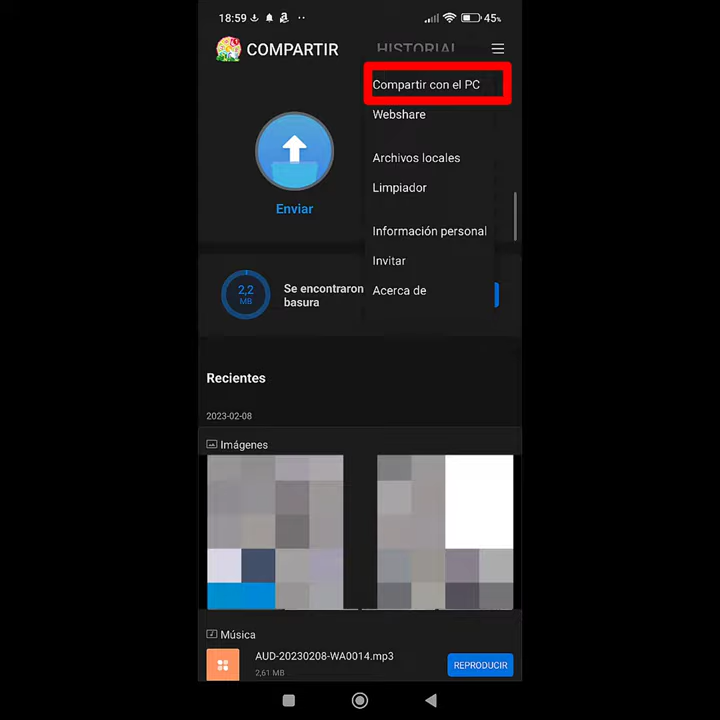 18:59
45%
COMPARTIR
HISTORIAL
Compartir con el PC
Webshare
Archivos locales
Limpiador
Información personal
Invitar
Acerca de
Enviar
2,2
MB
Se encontraron
basura
Recientes
2023-02-08
Imágenes
Música
AUD-20230208-WA0014.mp3
2,61 MB
REPRODUCIR